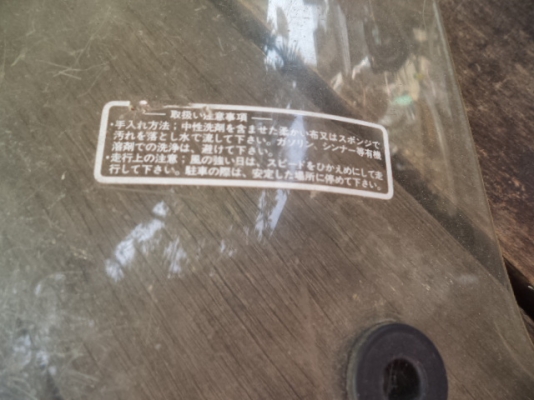 取扱い注意事項
・手入れ方法;中性洗剤を含ませた柔かい布又はスポンジで
汚れを落とし水で流して下さい。ガソリン、シンナー等有機
溶剤での洗浄は、避けて下さい。
・走行上の注意;風の強い日は、スピードをひかえめにして走
行して下さい。駐車の際は、安定した場所に停めて下さい。